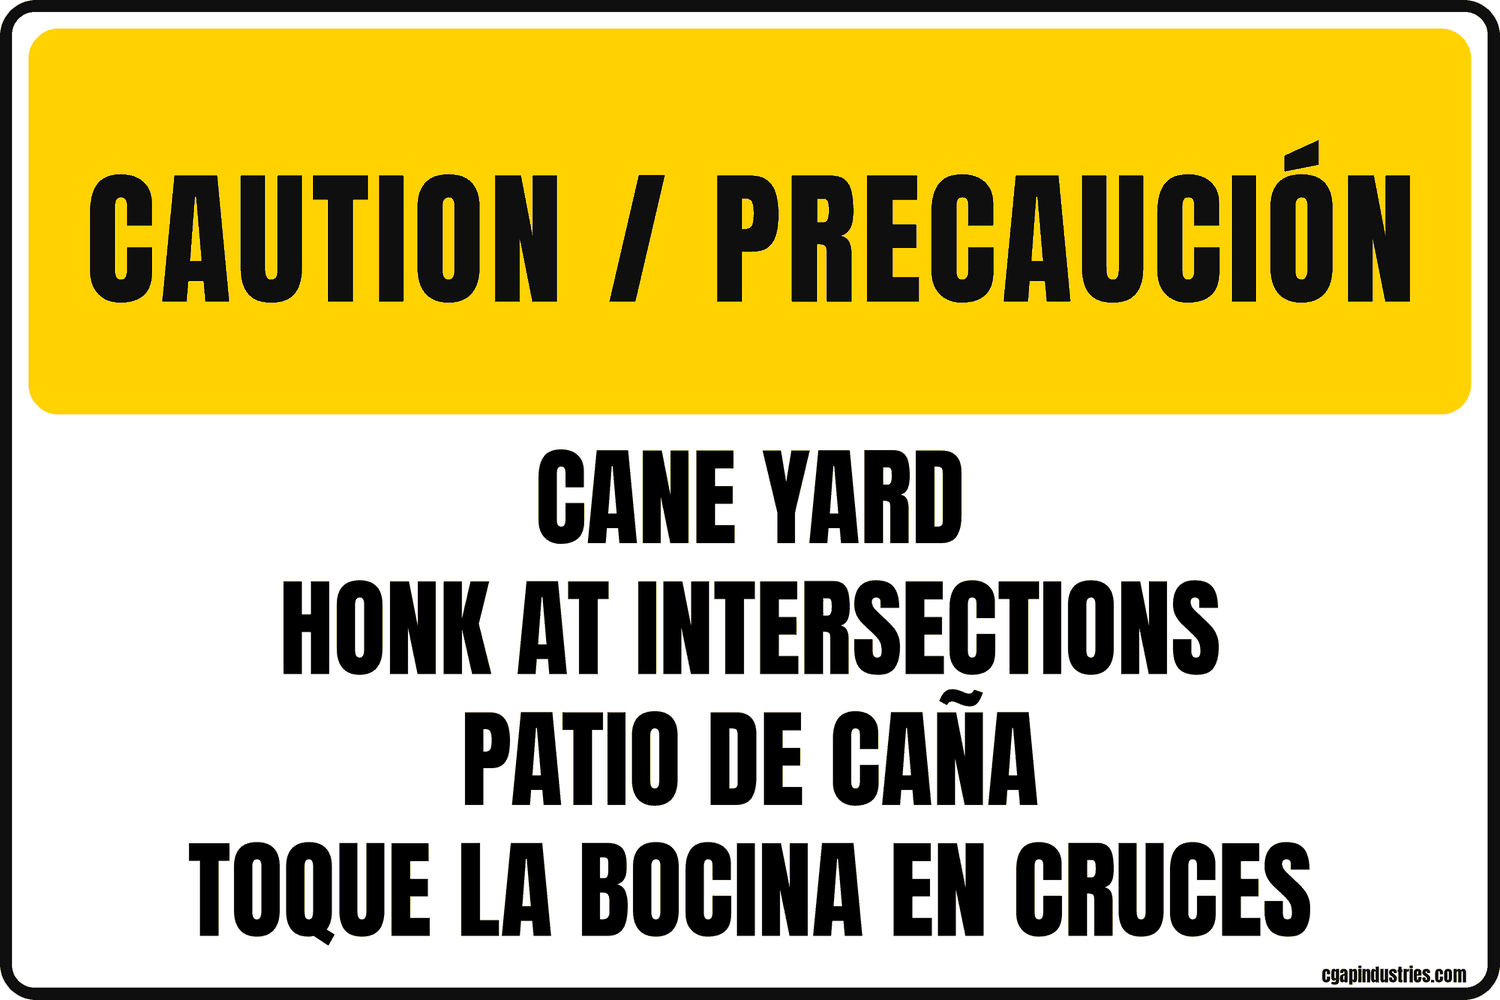 CAUTION / PRECAUCIÓN
CANE YARD
HONK AT INTERSECTIONS
PATIO DE CAÑA
TOQUE LA BOCINA EN CRUCES
cgapindustries.com